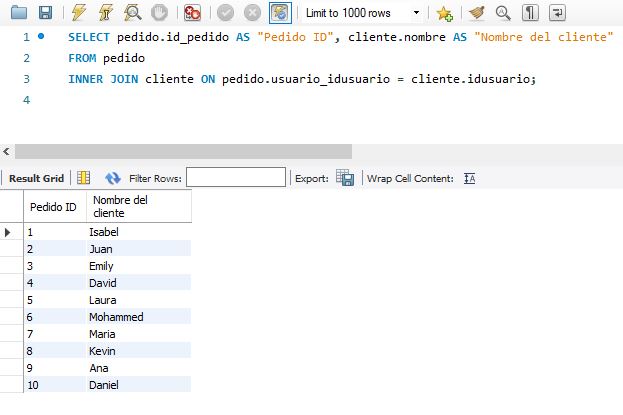 Limit to 1000 rows
1 SELECT pedido.id_pedido AS "Pedido ID", cliente.nombre AS "Nombre del cliente"
2 FROM pedido
3 INNER JOIN cliente ON pedido.usuario_idusuario = cliente.idusuario;
4
Result Grid Filter Rows: Export: Wrap Cell Content: IA
Pedido ID Nombre del
cliente
1 Isabel
2 Juan
3 Emily
4 David
5 Laura
6 Mohammed
7 Maria
8 Kevin
9 Ana
10 Daniel